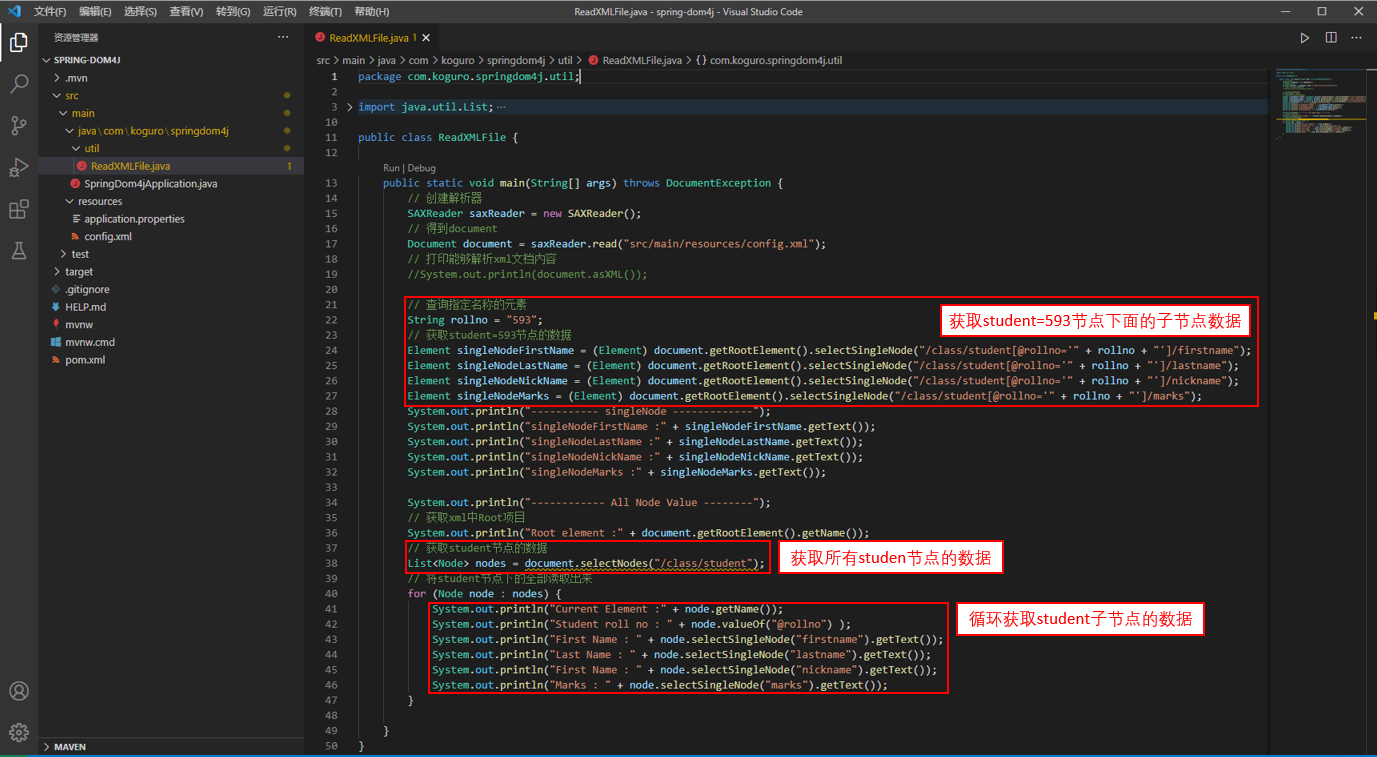 文件(F) 编辑(E) 选择(S) 查看(V) 转到(G) 运行(R) 终端(T) 帮助(H) ReadXMLFile.java - spring-dom4j - Visual Studio Code
资源管理器
SPRING-DOM4J
.mvn
src
main
java\com\koguro\springdom4j
util
ReadXMLFile.java 1
SpringDom4jApplication.java
resources
application.properties
config.xml
test
target
.gitignore
HELP.md
mvnw
mvnw.cmd
pom.xml
MAVEN
ReadXMLFile.java 1
src > main > java > com > koguro > springdom4j > util > ReadXMLFile.java > {} com.koguro.springdom4j.util
1 package com.koguro.springdom4j.util;
2
3 import java.util.List; ···
10
11 public class ReadXMLFile {
12
Run | Debug
13 public static void main(String[] args) throws DocumentException {
14 // 创建解析器
15 SAXReader saxReader = new SAXReader();
16 // 得到document
17 Document document = saxReader.read("src/main/resources/config.xml");
18 // 打印能够解析xml文档内容
19 //System.out.println(document.asXML());
20
21 // 查询指定名称的元素
22 String rollno = "593";
获取student=593节点下面的子节点数据
23 // 获取student=593节点的数据
24 Element singleNodeFirstName = (Element) document.getRootElement().selectSingleNode("/class/student[@rollno='" + rollno + "']/firstname");
25 Element singleNodeLastName = (Element) document.getRootElement().selectSingleNode("/class/student[@rollno='" + rollno + "']/lastname");
26 Element singleNodeNickName = (Element) document.getRootElement().selectSingleNode("/class/student[@rollno='" + rollno + "']/nickname");
27 Element singleNodeMarks = (Element) document.getRootElement().selectSingleNode("/class/student[@rollno='" + rollno + "']/marks");
28 System.out.println("----------- singleNode -------------");
29 System.out.println("singleNodeFirstName :" + singleNodeFirstName.getText());
30 System.out.println("singleNodeLastName :" + singleNodeLastName.getText());
31 System.out.println("singleNodeNickName :" + singleNodeNickName.getText());
32 System.out.println("singleNodeMarks :" + singleNodeMarks.getText());
33
34 System.out.println("------------ All Node Value --------");
35 // 获取xml中Root项目
36 System.out.println("Root element :" + document.getRootElement().getName());
37 // 获取student节点的数据
38 List<Node> nodes = document.selectNodes("/class/student");
获取所有studen节点的数据
39 // 将student节点下的全部读取出来
40 for (Node node : nodes) {
41 System.out.println("Current Element :" + node.getName());
42 System.out.println("Student roll no : " + node.valueOf("@rollno") );
循环获取student子节点的数据
43 System.out.println("First Name : " + node.selectSingleNode("firstname").getText());
44 System.out.println("Last Name : " + node.selectSingleNode("lastname").getText());
45 System.out.println("First Name : " + node.selectSingleNode("nickname").getText());
46 System.out.println("Marks : " + node.selectSingleNode("marks").getText());
47 }
48
49 }
50 }